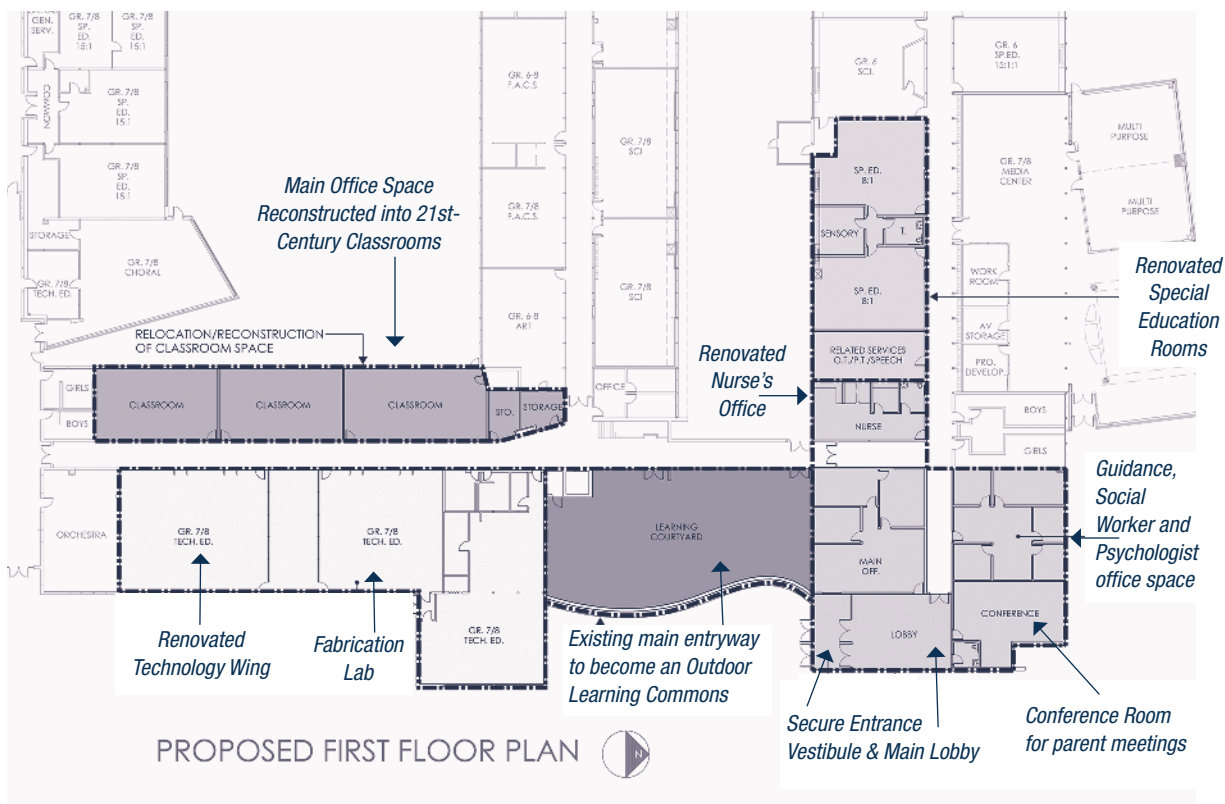 GEN.
SERV.
GR. 7/8
SP.
ED.
15:1
GR. 7/8
SP.
ED.
15:1
COMMON
GR. 7/8
SP.
ED.
15:1
GR. 7/8
SP. ED.
15:1
STORAGE
GR. 7/8
TECH. ED.
GR. 7/8
CHORAL
GR. 6-8
F.A.C.S.
GR. 7/8
F.A.C.S.
GR. 6-8
ART
GR. 7/8
SCI
GR. 7/8
SCI
OFFICE
GR. 6
SCI.
GR. 6
SP.ED.
15:1:1
GR. 7/8
MEDIA
CENTER
MULTI
PURPOSE
MULTI
PURPOSE
WORK
ROOM
AV
STORAGE
PRO.
DEVELOP.
BOYS
GIRLS
SP. ED.
8:1
SENSORY
T.
SP. ED.
8:1
RELATED SERVICES
O.T./P.T./SPEECH
NURSE
Main Office Space
Reconstructed into 21st-
Century Classrooms
RELOCATION/RECONSTRUCTION
OF CLASSROOM SPACE
Renovated
Nurse's
Office
Renovated
Special
Education
Rooms
GIRLS
BOYS
CLASSROOM
CLASSROOM
CLASSROOM
STO.
STORAGE
ORCHESTRA
GR. 7/8
TECH. ED.
GR. 7/8
TECH. ED.
GR. 7/8
TECH. ED.
LEARNING
COURTYARD
MAIN
OFF.
LOBBY
CONFERENCE
Guidance,
Social
Worker and
Psychologist
office space
Renovated
Technology Wing
Fabrication
Lab
Existing main entryway
to become an Outdoor
Learning Commons
Secure Entrance
Vestibule & Main Lobby
Conference Room
for parent meetings
PROPOSED FIRST FLOOR PLAN
N